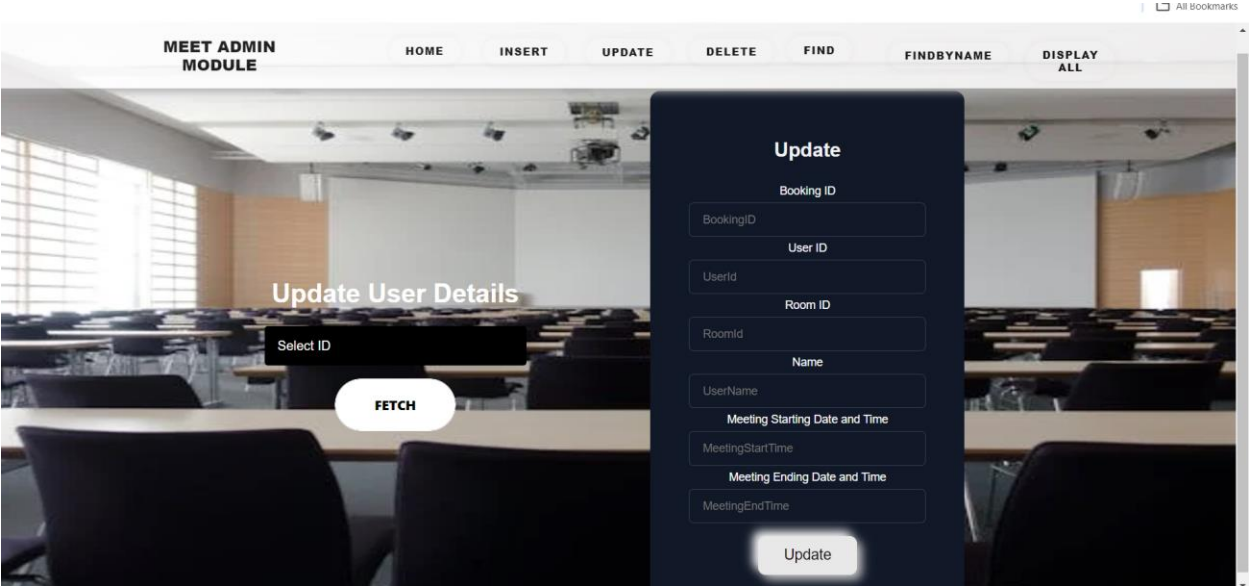 All Bookmarks
MEET ADMIN
MODULE
HOME
INSERT
UPDATE
DELETE
FIND
FINDBYNAME
DISPLAY
ALL
Update User Details
Select ID
FETCH
Update
Booking ID
BookingID
User ID
UserId
Room ID
RoomId
Name
UserName
Meeting Starting Date and Time
MeetingStartTime
Meeting Ending Date and Time
MeetingEndTime
Update